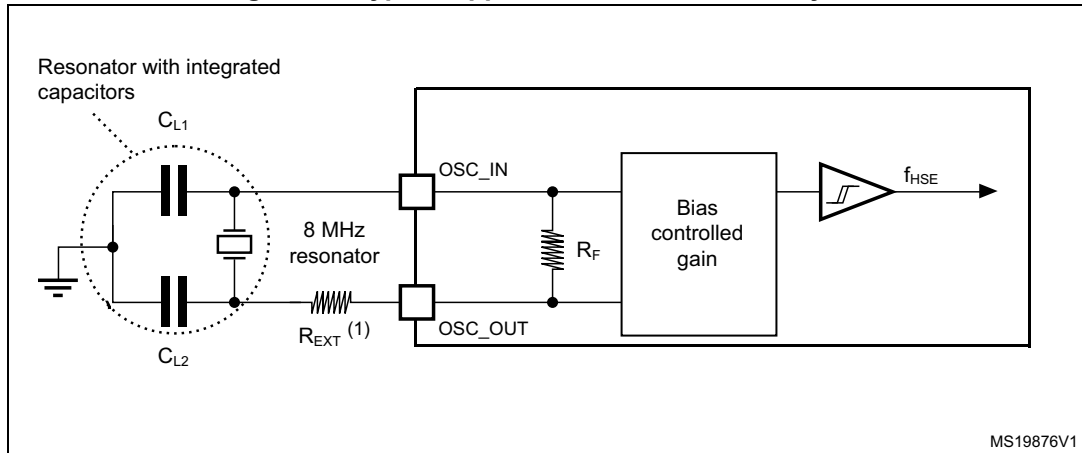 Resonator with integrated
capacitors
CL1
OSC_IN
fHSE
8 MHz
resonator
RF
Bias
controlled
gain
REXT (1)
OSC_OUT
CL2
MS19876V1